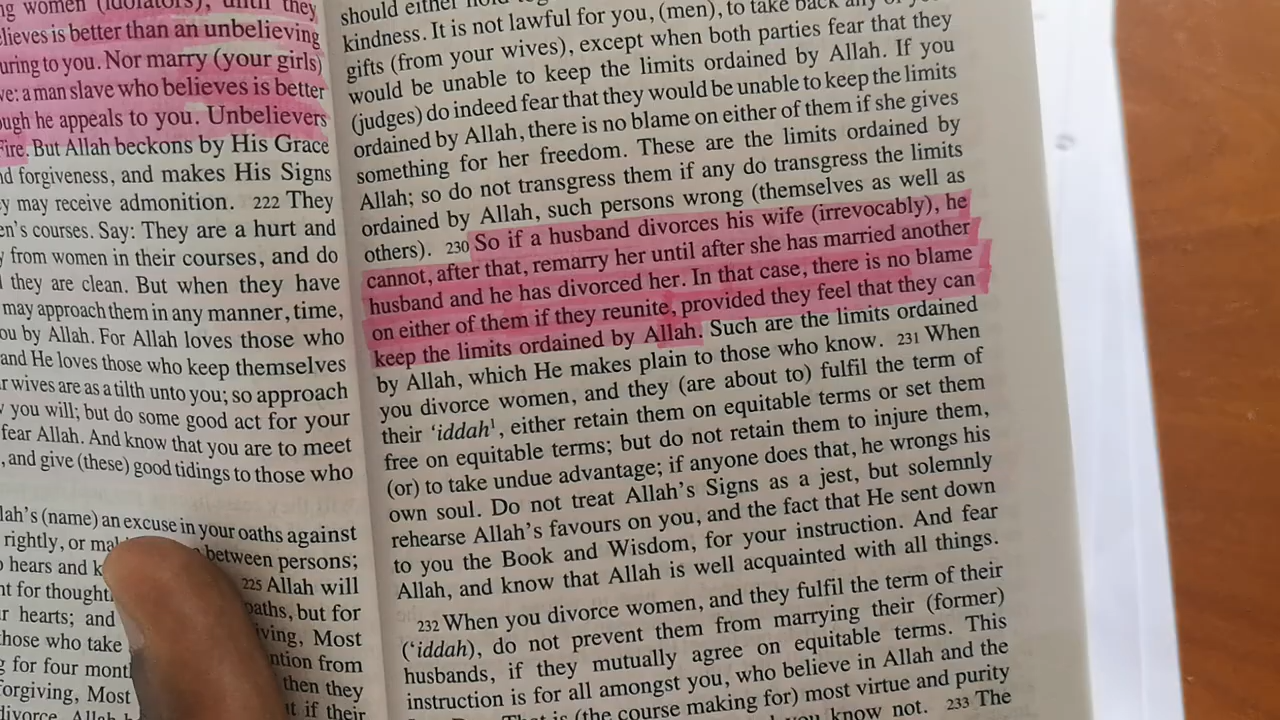 ng women (idolators), until they
lieves is better than an unbelieving
uring to you. Nor marry (your girls)
ve: a man slave who believes is better
ough he appeals to you. Unbelievers
Fire. But Allah beckons by His Grace
nd forgiveness, and makes His Signs
y may receive admonition. 222 They
en's courses. Say: They are a hurt and
y from women in their courses, and do
l they are clean. But when they have
may approach them in any manner, time,
ou by Allah. For Allah loves those who
and He loves those who keep themselves
r wives are as a tilth unto you; so approach
v you will; but do some good act for your
fear Allah. And know that you are to meet
, and give (these) good tidings to those who
lah's (name) an excuse in your oaths against
rightly, or between persons;
hears and
nt for thought 225 Allah will
r hearts; and oaths, but for
those who take iving, Most
g for four mont ntion from
forgiving, Most then they
divorce, Allah t if their
should either
kindness. It is not lawful for you, (men), to take back any of
gifts (from your wives), except when both parties fear that they
would be unable to keep the limits ordained by Allah. If you
(judges) do indeed fear that they would be unable to keep the limits
ordained by Allah, there is no blame on either of them if she gives
something for her freedom. These are the limits ordained by
Allah; so do not transgress them if any do transgress the limits
ordained by Allah, such persons wrong (themselves as well as
others). 230 So if a husband divorces his wife (irrevocably), he
cannot, after that, remarry her until after she has married another
husband and he has divorced her. In that case, there is no blame
on either of them if they reunite, provided they feel that they can
keep the limits ordained by Allah. Such are the limits ordained
by Allah, which He makes plain to those who know. 231 When
you divorce women, and they (are about to) fulfil the term of
their 'iddah¹, either retain them on equitable terms or set them
free on equitable terms; but do not retain them to injure them,
(or) to take undue advantage; if anyone does that, he wrongs his
own soul. Do not treat Allah's Signs as a jest, but solemnly
rehearse Allah's favours on you, and the fact that He sent down
to you the Book and Wisdom, for your instruction. And fear
Allah, and know that Allah is well acquainted with all things.
232 When you divorce women, and they fulfil the term of their
('iddah), do not prevent them from marrying their (former)
husbands, if they mutually agree on equitable terms. This
instruction is for all amongst you, who believe in Allah and the
That is (the course making for) most virtue and purity
know not. 233 The